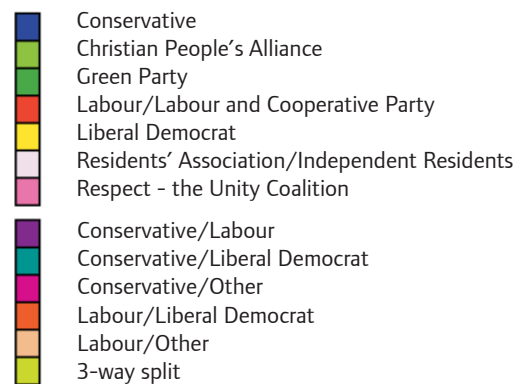 Conservative
Christian People's Alliance
Green Party
Labour/Labour and Cooperative Party
Liberal Democrat
Residents' Association/Independent Residents
Respect - the Unity Coalition
Conservative/Labour
Conservative/Liberal Democrat
Conservative/Other
Labour/Liberal Democrat
Labour/Other
3-way split